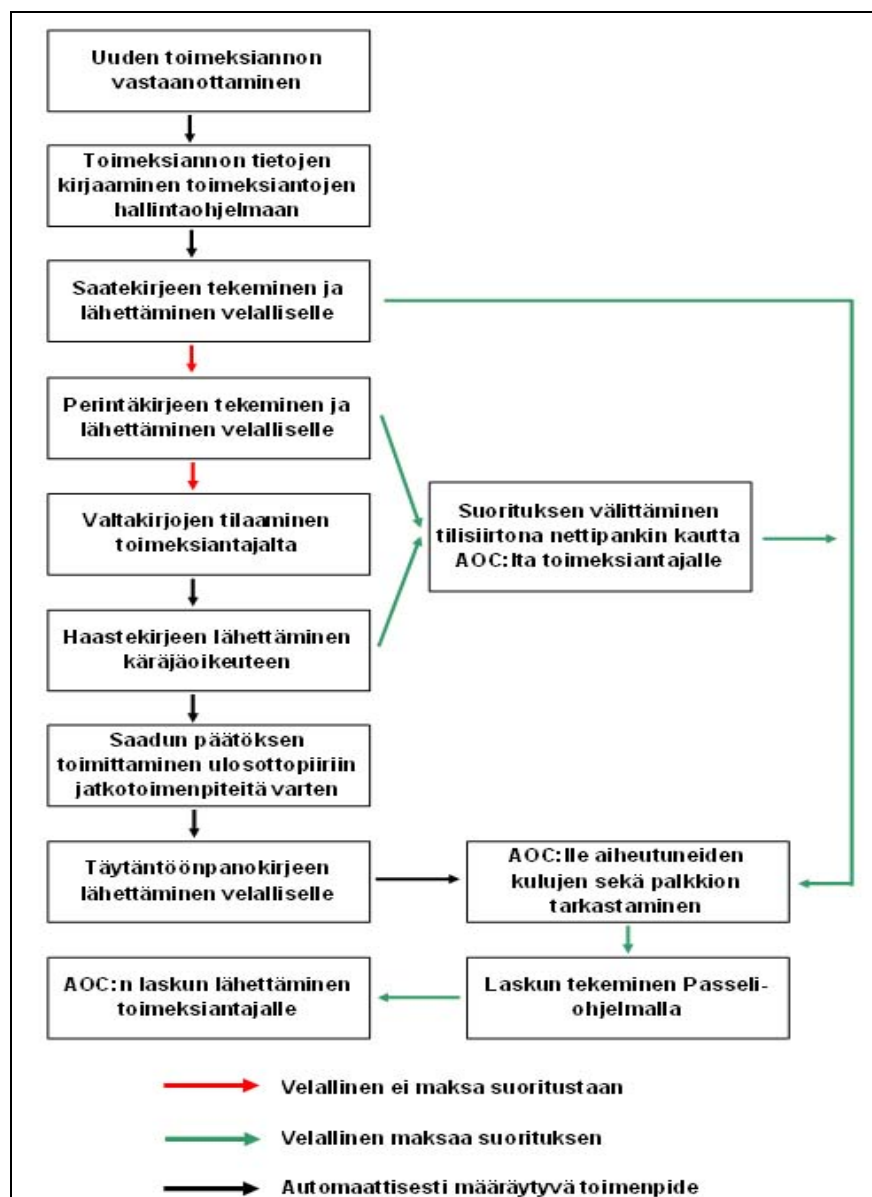 Uuden toimeksiannon
vastaanottaminen
Toimeksiannon tietojen
kirjaaminen toimeksiantojen
hallintaohjelmaan
Saatekirjeen tekeminen ja
lähettäminen velalliselle
Perintäkirjeen tekeminen ja
lähettäminen velalliselle
Valtakirjojen tilaaminen
toimeksiantajalta
Suorituksen välittäminen
tilisiirtona nettipankin kautta
AOC:lta toimeksiantajalle
Haastekirjeen lähettäminen
käräjäoikeuteen
Saadun päätöksen
toimittaminen ulosottopiiriin
jatkotoimenpiteitä varten
Täytäntöönpanokirjeen
lähettäminen velalliselle
AOC:lle aiheutuneiden
kulujen sekä palkkion
tarkastaminen
AOC:n laskun lähettäminen
toimeksiantajalle
Laskun tekeminen Passeli-
ohjelmalla
Velallinen ei maksa suoritustaan
Velallinen maksaa suorituksen
Automaattisesti määräytyvä toimenpide